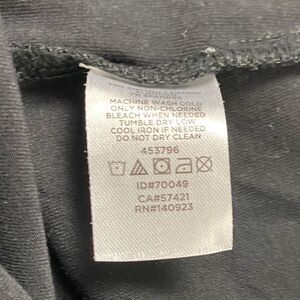 MACHINE WASH COLD
ONLY NON-CHLORINE
BLEACH WHEN NEEDED
TUMBLE DRY LOW
COOL IRON IF NEEDED
DO NOT DRY CLEAN
453796
ID#70049
CA#57421
RN#140923